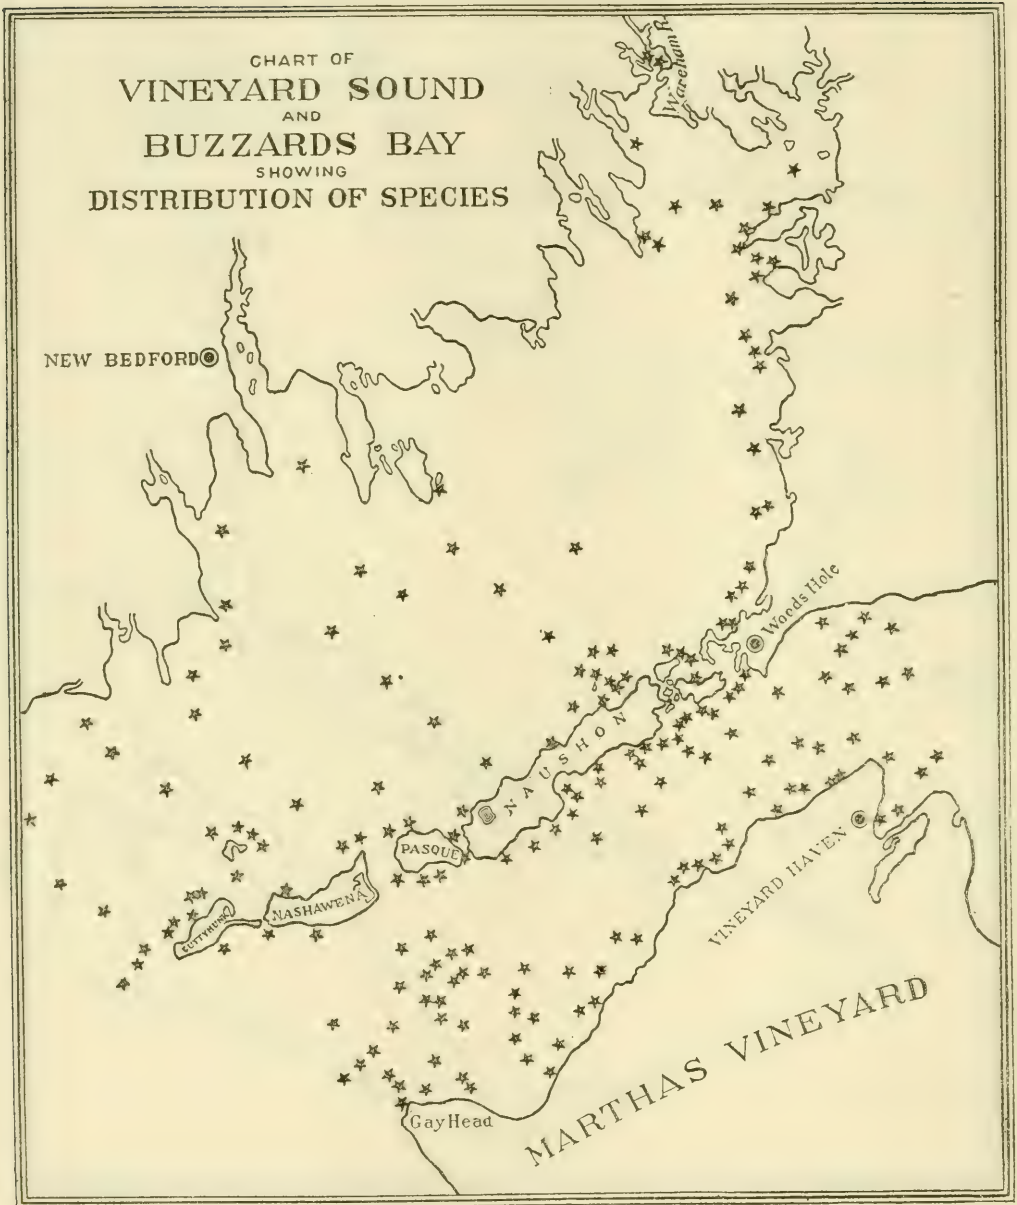 CHART OF
VINEYARD SOUND
AND
BUZZARDS BAY
SHOWING
DISTRIBUTION OF SPECIES
Wareham R.
NEW BEDFORD
Woods Hole
NAUSHON
PASQUE
NASHAWENA
CUTTYHUNK
VINEYARD HAVEN
MARTHAS VINEYARD
Gay Head